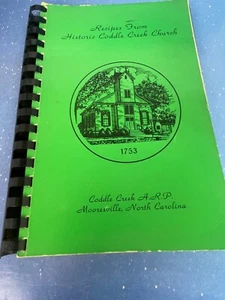 Recipes From
Historic Coddle Creek Church
1753
Coddle Creek A.R.P.
Mooresville, North Carolina